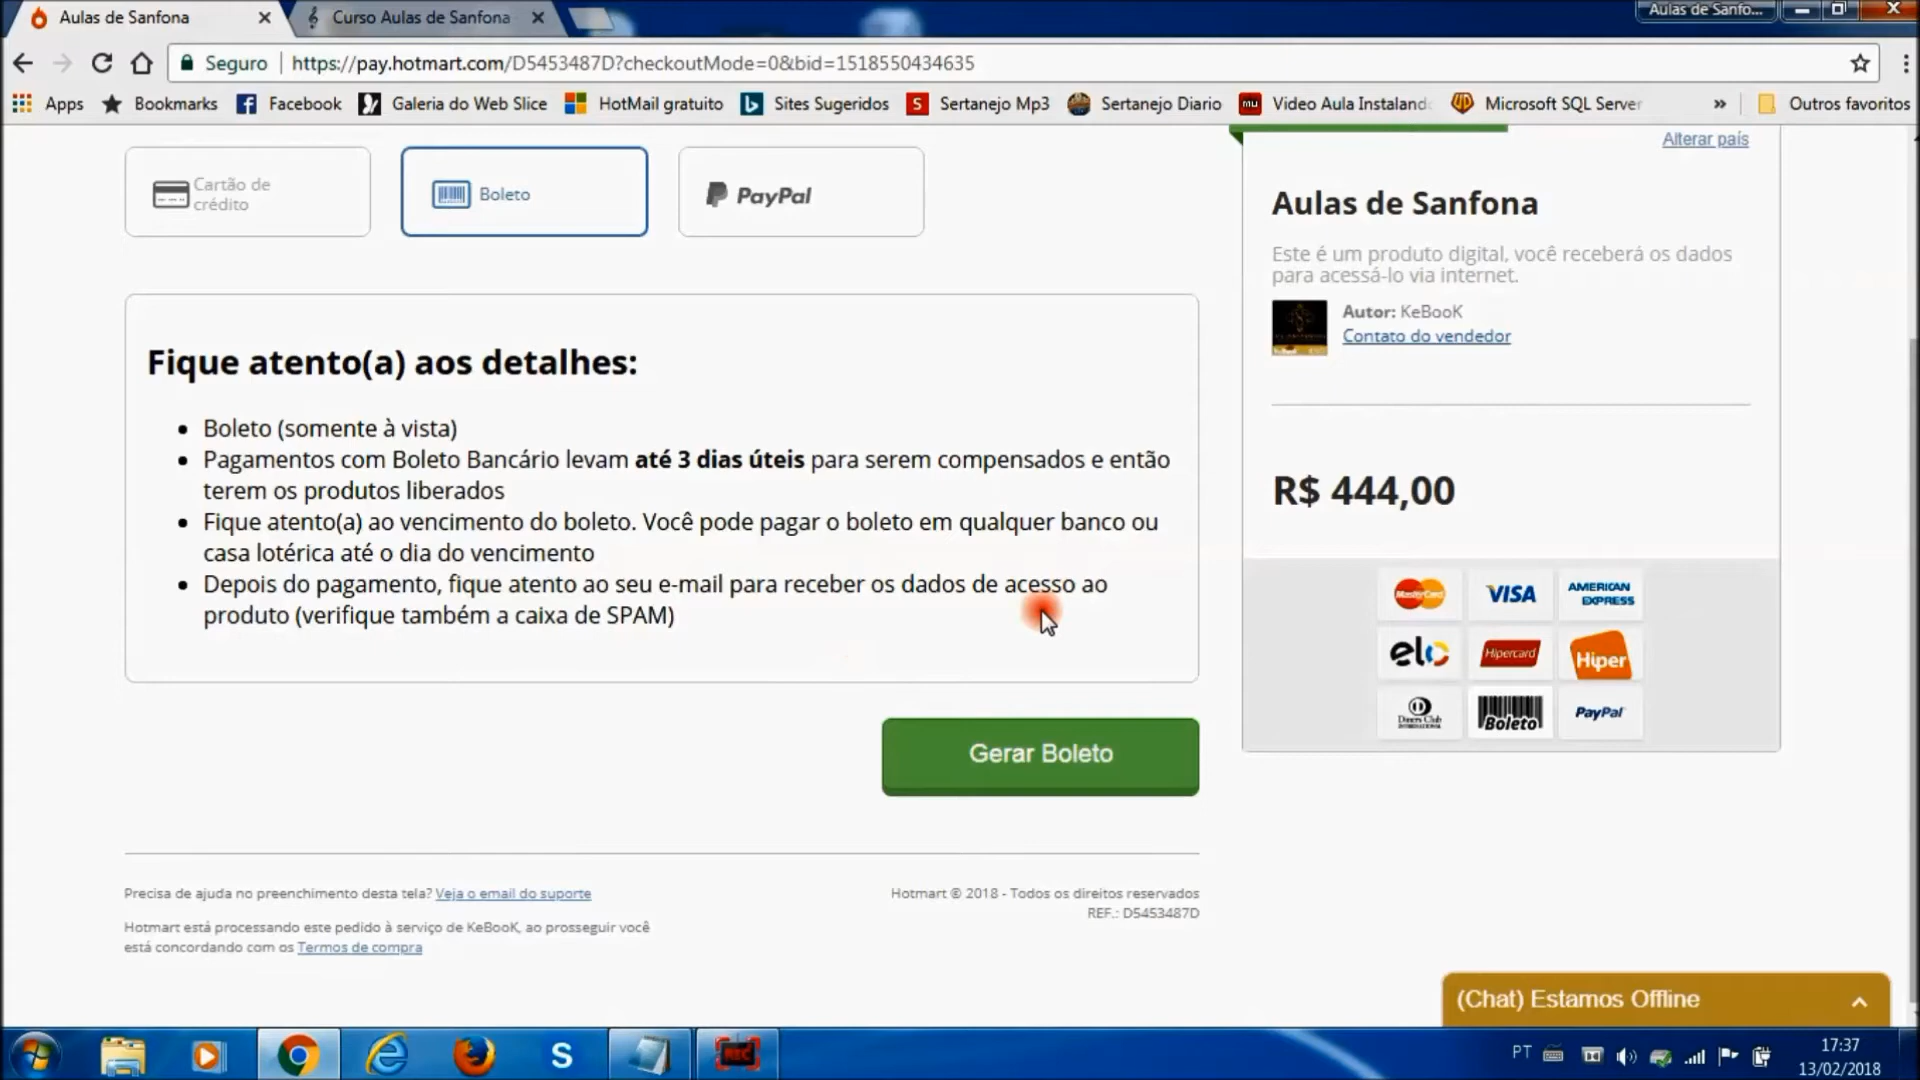 Aulas de Sanfona
Curso Aulas de Sanfona
Aulas de Sanfo...
Seguro
https://pay.hotmart.com/D5453487D?checkoutMode=0&bid=1518550434635
Apps
Bookmarks
Facebook
Galeria do Web Slice
HotMail gratuito
Sites Sugeridos
Sertanejo Mp3
Sertanejo Diario
Video Aula Instaland
Microsoft SQL Server
»
Outros favoritos
Cartão de
crédito
Boleto
PayPal
Fique atento(a) aos detalhes:
Boleto (somente à vista)
Pagamentos com Boleto Bancário levam até 3 dias úteis para serem compensados e então
terem os produtos liberados
Fique atento(a) ao vencimento do boleto. Você pode pagar o boleto em qualquer banco ou
casa lotérica até o dia do vencimento
Depois do pagamento, fique atento ao seu e-mail para receber os dados de acesso ao
produto (verifique também a caixa de SPAM)
Gerar Boleto
Alterar país
Aulas de Sanfona
Este é um produto digital, você receberá os dados
para acessá-lo via internet.
Autor: KeBooK
Contato do vendedor
R$ 444,00
MasterCard
VISA
AMERICAN
EXPRESS
elo
Hipercard
Hiper
Diners Club
INTERNATIONAL
Boleto
PayPal
Precisa de ajuda no preenchimento desta tela? Veja o email do suporte
Hotmart está processando este pedido à serviço de KeBooK, ao prosseguir você
está concordando com os Termos de compra
Hotmart © 2018 - Todos os direitos reservados
REF.: D5453487D
(Chat) Estamos Offline
S
REC
PT
17:37
13/02/2018